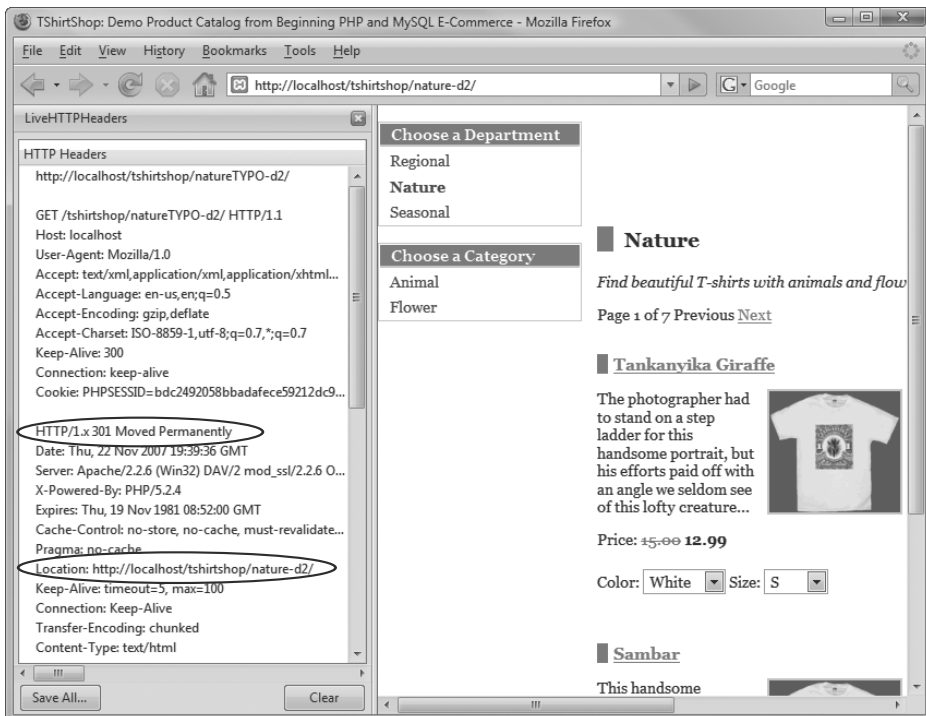 TShirtShop: Demo Product Catalog from Beginning PHP and MySQL E-Commerce - Mozilla Firefox
File Edit View History Bookmarks Tools Help
http://localhost/tshirtshop/nature-d2/
G Google
LiveHTTPHeaders
HTTP Headers
http://localhost/tshirtshop/natureTYPO-d2/
GET /tshirtshop/natureTYPO-d2/ HTTP/1.1
Host: localhost
User-Agent: Mozilla/1.0
Accept: text/xml,application/xml,application/xhtml...
Accept-Language: en-us,en;q=0.5
Accept-Encoding: gzip,deflate
Accept-Charset: ISO-8859-1,utf-8;q=0.7,*;q=0.7
Keep-Alive: 300
Connection: keep-alive
Cookie: PHPSESSID=bdc2492058bbadafece59212dc9...
HTTP/1.x 301 Moved Permanently
Date: Thu, 22 Nov 2007 19:39:36 GMT
Server: Apache/2.2.6 (Win32) DAV/2 mod_ssl/2.2.6 O...
X-Powered-By: PHP/5.2.4
Expires: Thu, 19 Nov 1981 08:52:00 GMT
Cache-Control: no-store, no-cache, must-revalidate...
Pragma: no-cache
Location: http://localhost/tshirtshop/nature-d2/
Keep-Alive: timeout=5, max=100
Connection: Keep-Alive
Transfer-Encoding: chunked
Content-Type: text/html
Save All...
Clear
Choose a Department
Regional
Nature
Seasonal
Choose a Category
Animal
Flower
Nature
Find beautiful T-shirts with animals and flow
Page 1 of 7 Previous Next
Tankanyika Giraffe
The photographer had
to stand on a step
ladder for this
handsome portrait, but
his efforts paid off with
an angle we seldom see
of this lofty creature...
Price: 15.00 12.99
Color: White Size: S
Sambar
This handsome